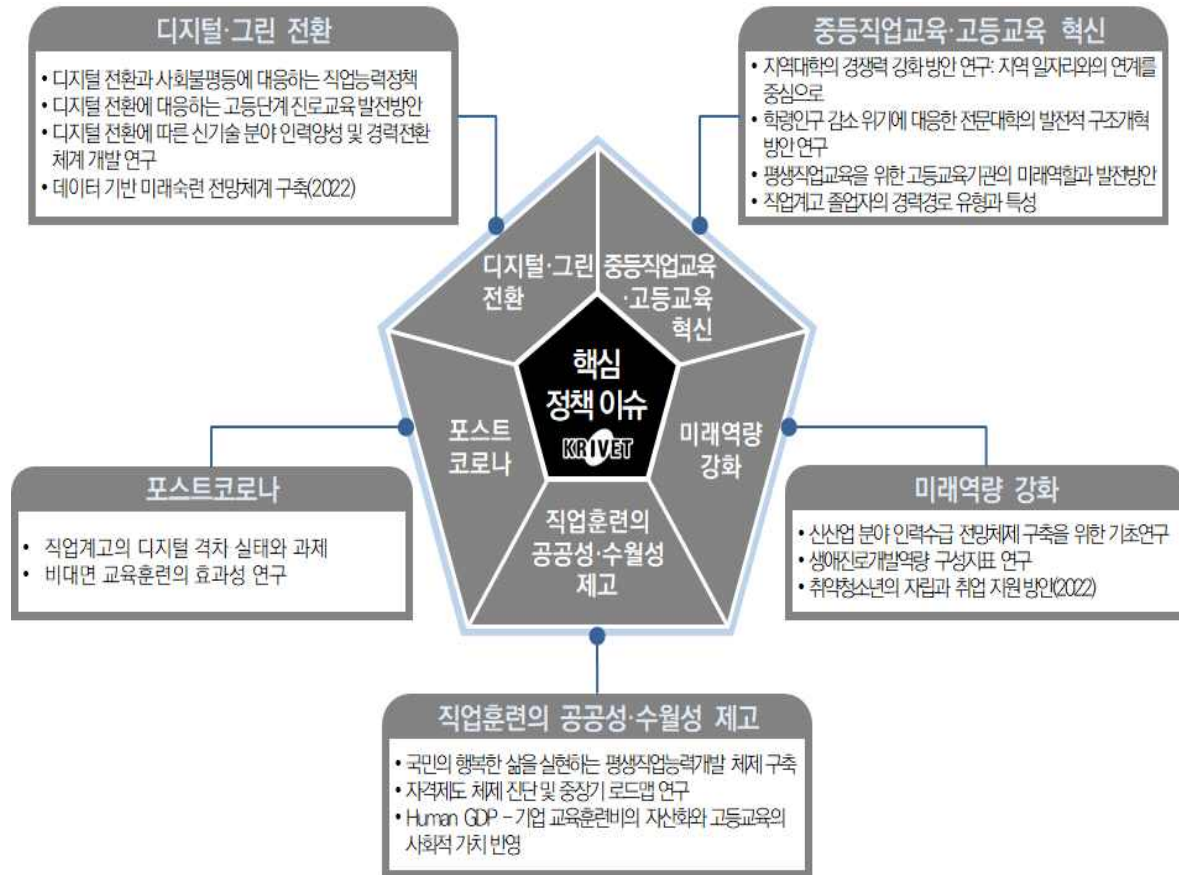 디지털·그린 전환
• 디지털 전환과 사회불평등에 대응하는 직업능력정책
• 디지털 전환에 대응하는 고등단계 진로교육 발전방안
• 디지털 전환에 따른 신기술 분야 인력양성 및 경력전환
체계 개발 연구
• 데이터 기반 미래숙련 전망체계 구축(2022)
중등직업교육·고등교육 혁신
• 지역대학의 경쟁력 강화 방안 연구: 지역 일자리와의 연계를
중심으로
• 학령인구 감소 위기에 대응한 전문대학의 발전적 구조개혁
방안 연구
• 평생직업교육을 위한 고등교육기관의 미래역할과 발전방안
• 직업계고 졸업자의 경력경로 유형과 특성
디지털·그린
전환
중등직업교육
·고등교육
혁신
핵심
정책 이슈
KRIVET
포스트
코로나
미래역량
강화
직업훈련의
공공성·수월성
제고
포스트코로나
• 직업계고의 디지털 격차 실태와 과제
• 비대면 교육훈련의 효과성 연구
미래역량 강화
• 신산업 분야 인력수급 전망체제 구축을 위한 기초연구
• 생애진로개발역량 구성지표 연구
• 취약청소년의 자립과 취업 지원 방안(2022)
직업훈련의 공공성·수월성 제고
• 국민의 행복한 삶을 실현하는 평생직업능력개발 체제 구축
• 자격제도 체제 진단 및 중장기 로드맵 연구
• Human GDP – 기업 교육훈련비의 자산화와 고등교육의
사회적 가치 반영